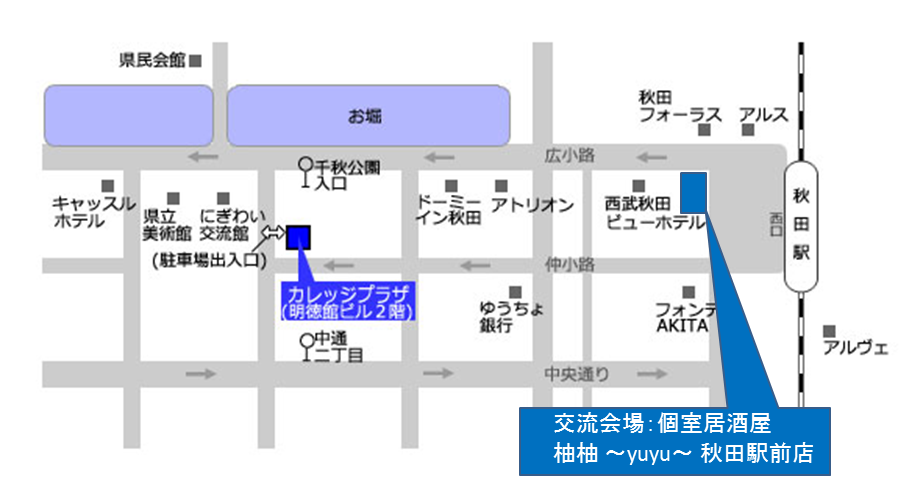 県民会館
お堀
秋田
フォーラス
アルス
広小路
千秋公園
入口
キャッスル
ホテル
県立
美術館
にぎわい
交流館
(駐車場出入口)
ドーミー
イン秋田
アトリオン
西武秋田
ビューホテル
西口
秋田駅
仲小路
カレッジプラザ
(明徳館ビル２階)
ゆうちょ
銀行
フォンテ
AKITA
中通
二丁目
アルヴェ
中央通り
交流会場：個室居酒屋
柚柚 ～yuyu～ 秋田駅前店